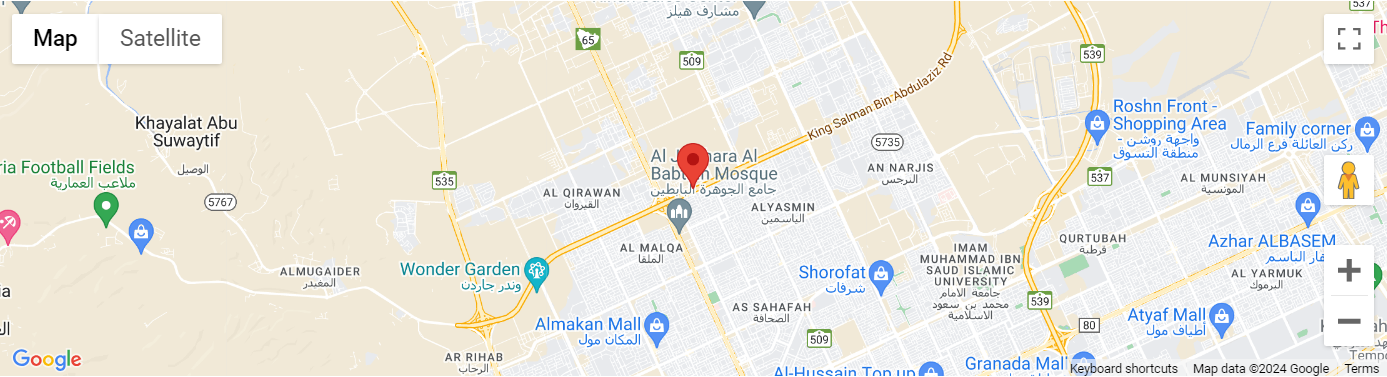 Map
Satellite
مشارف هيلز
65
509
539
King Salman Bin Abdulaziz Rd
Khayalat Abu
Suwaytif
الوصيل
Roshn Front -
Shopping Area
واجهة روشن -
منطقة التسوق
Family corner
ركن العائلة فرع الرمال
5735
ria Football Fields
ملاعب العمارية
535
Al J
hara Al
Bab
n Mosque
جامع الجوهرة البابطين
AN NARJIS
النرجس
537
AL MUNSIYAH
المونسية
5767
AL QIRAWAN
القيروان
ALYASMIN
الياسمين
AL MALQA
الملقا
IMAM
MUHAMMAD IBN
SAUD ISLAMIC
UNIVERSITY
جامعة الامام
محمد بن سعود
الاسلامية
QURTUBAH
قرطبة
Azhar ALBASEM
الباسم
ALMUGAIDER
المغيدر
Wonder Garden
وندر جاردن
Shorofat
شرفات
AL YARMUK
اليرموك
ia
AS SAHAFAH
الصحافة
539
80
Atyaf Mall
أطياف مول
Almakan Mall
المكان مول
509
AR RIHAB
الرحاب
Granada Mall
Al-Hussain Top up
Google
Keyboard shortcuts
Map data ©2024 Google
Terms